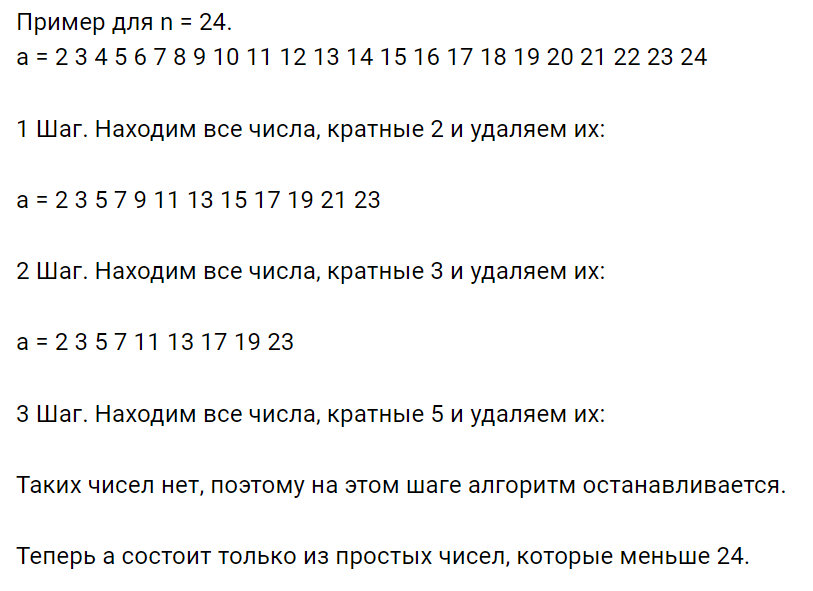 Пример для n = 24.
a = 2 3 4 5 6 7 8 9 10 11 12 13 14 15 16 17 18 19 20 21 22 23 24
1 Шаг. Находим все числа, кратные 2 и удаляем их:
a = 2 3 5 7 9 11 13 15 17 19 21 23
2 Шаг. Находим все числа, кратные 3 и удаляем их:
a = 2 3 5 7 11 13 17 19 23
3 Шаг. Находим все числа, кратные 5 и удаляем их:
Таких чисел нет, поэтому на этом шаге алгоритм останавливается.
Теперь a состоит только из простых чисел, которые меньше 24.